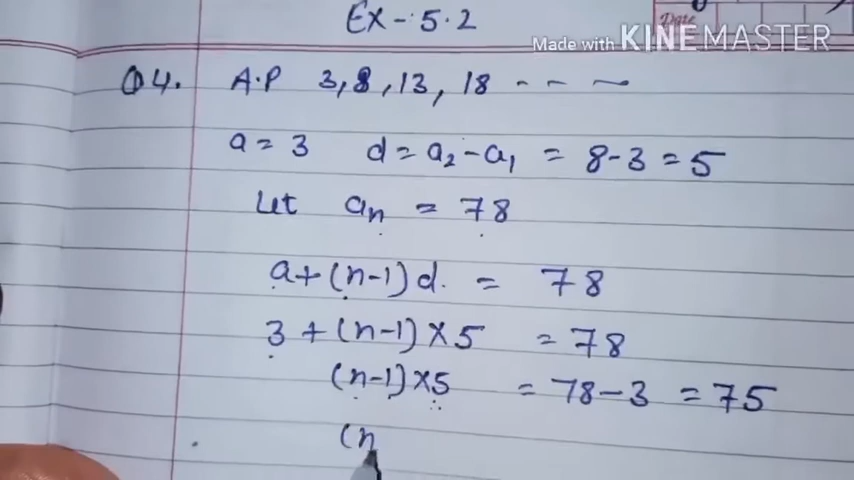 Ex - 5.2
Date
Made with KINEMASTER
Q4. A.P 3, 8, 13, 18 - - -
a = 3 d = a₂ - a₁ = 8 - 3 = 5
Let aₙ = 78
a + (n-1) d. = 78
3 + (n-1) × 5 = 78
(n-1) × 5 = 78 - 3 = 75
(n